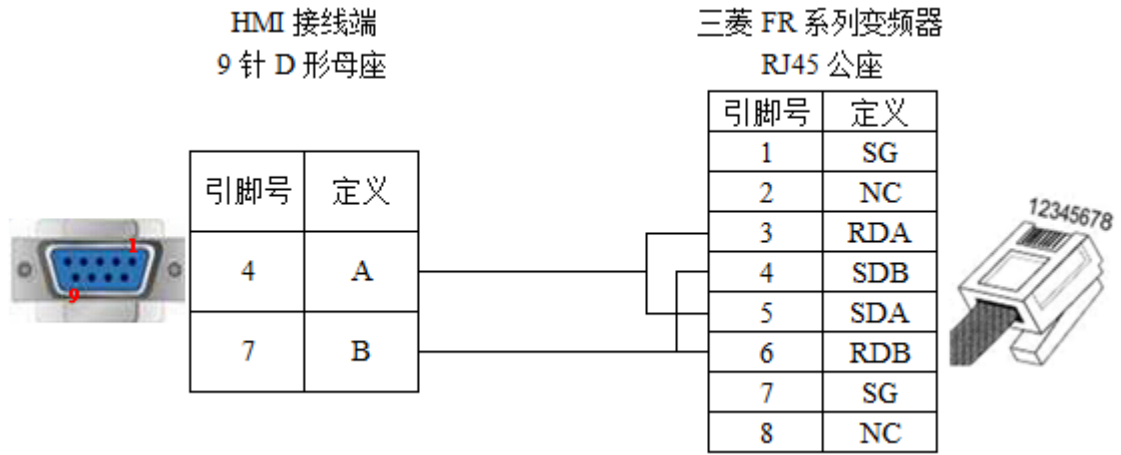 HMI 接线端
9 针 D 形母座
三菱 FR 系列变频器
RJ45 公座
引脚号 定义
4 A
7 B
1
9
引脚号 定义
1 SG
2 NC
3 RDA
4 SDB
5 SDA
6 RDB
7 SG
8 NC
12345678